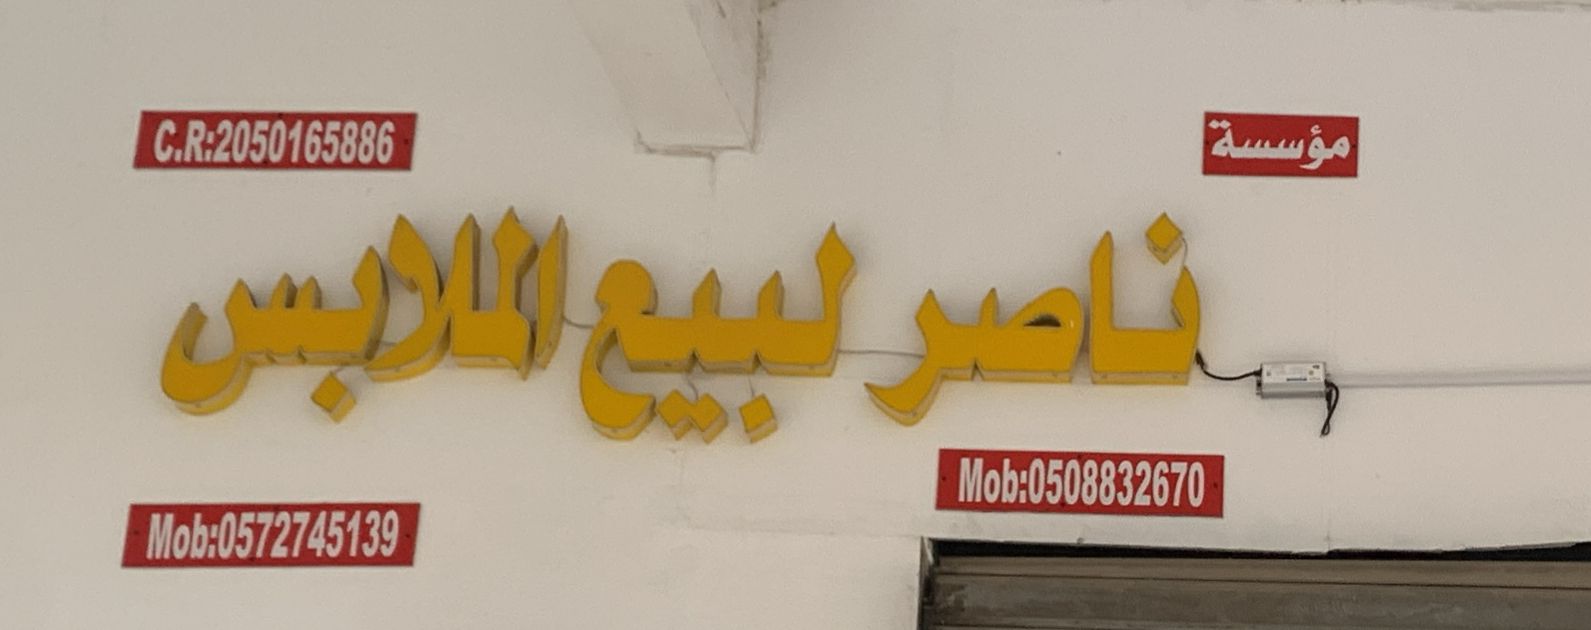 مؤسسة
C.R:2050165886
ناصر لبيع الملابس
Mob:0508832670
Mob:0572745139